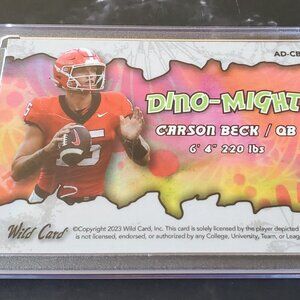 AD-CB
DINO-MIGHT
CARSON BECK / QB
6' 4" 220 lbs
5
Wild Card
©Copyright 2023 Wild Card, Inc. This card is solely licensed by the player depicted
is not licensed, endorsed, or authorized by any College, University, Team, or Leag